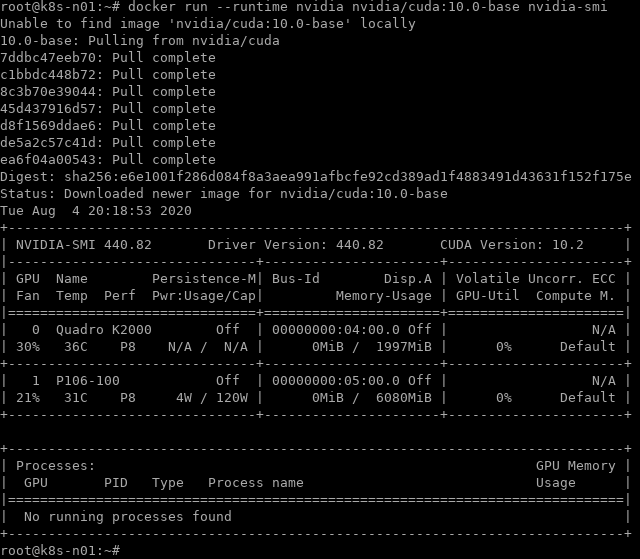 root@k8s-n01:~# docker run --runtime nvidia nvidia/cuda:10.0-base nvidia-smi
Unable to find image 'nvidia/cuda:10.0-base' locally
10.0-base: Pulling from nvidia/cuda
7ddbc47eeb70: Pull complete
c1bbdc448b72: Pull complete
8c3b70e39044: Pull complete
45d437916d57: Pull complete
d8f1569ddae6: Pull complete
de5a2c57c41d: Pull complete
ea6f04a00543: Pull complete
Digest: sha256:e6e1001f286d084f8a3aea991afbcfe92cd389ad1f4883491d43631f152f175e
Status: Downloaded newer image for nvidia/cuda:10.0-base
Tue Aug  4 20:18:53 2020
+-----------------------------------------------------------------------------+
| NVIDIA-SMI 440.82       Driver Version: 440.82       CUDA Version: 10.2     |
|-------------------------------+----------------------+----------------------+
| GPU  Name        Persistence-M| Bus-Id        Disp.A | Volatile Uncorr. ECC |
| Fan  Temp  Perf  Pwr:Usage/Cap|         Memory-Usage | GPU-Util  Compute M. |
|===============================+======================+======================|
|   0  Quadro K2000        Off  | 00000000:04:00.0 Off |                  N/A |
| 30%   36C    P8    N/A /  N/A |      0MiB /  1997MiB |      0%      Default |
+-------------------------------+----------------------+----------------------+
|   1  P106-100            Off  | 00000000:05:00.0 Off |                  N/A |
| 21%   31C    P8     4W / 120W |      0MiB /  6080MiB |      0%      Default |
+-------------------------------+----------------------+----------------------+
+-----------------------------------------------------------------------------+
| Processes:                                                       GPU Memory |
|  GPU       PID   Type   Process name                             Usage      |
|=============================================================================|
|  No running processes found                                                 |
+-----------------------------------------------------------------------------+
root@k8s-n01:~#